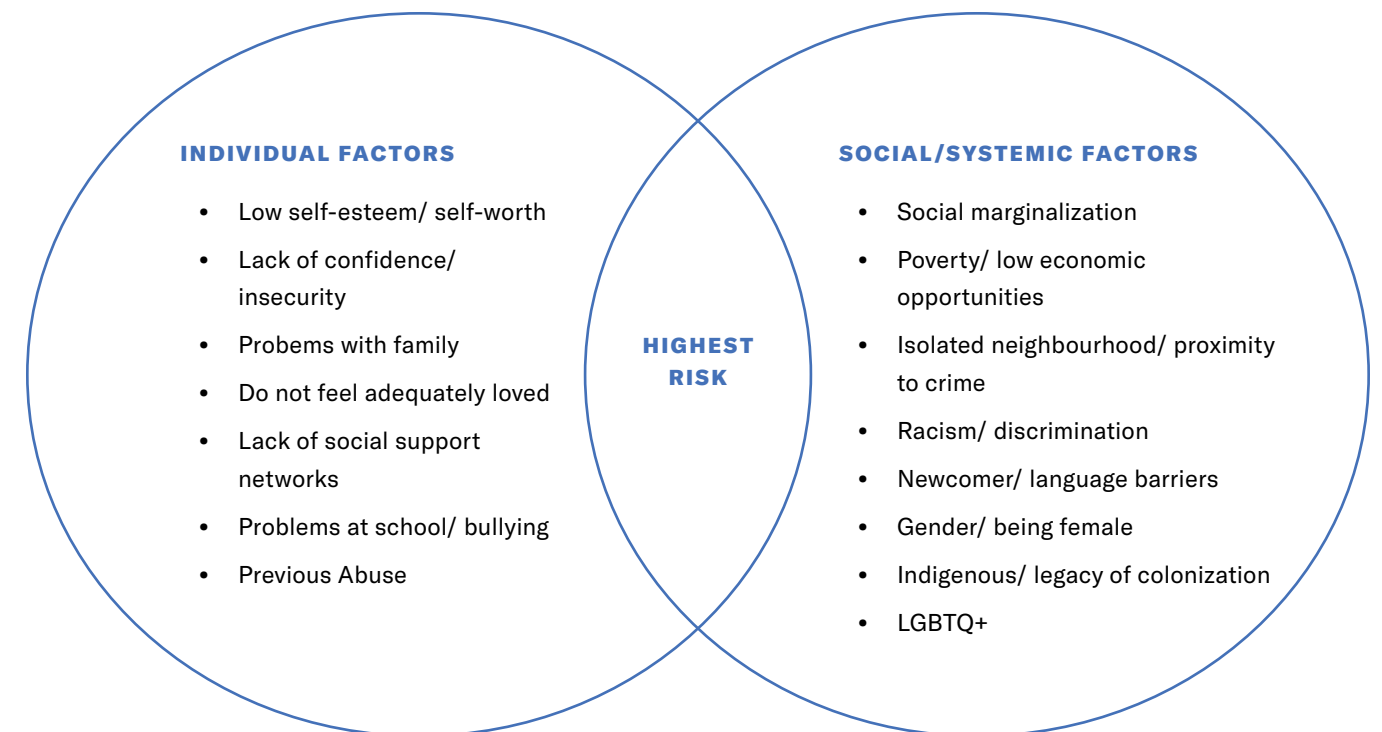 INDIVIDUAL FACTORS
• Low self-esteem/ self-worth
• Lack of confidence/
insecurity
• Probems with family
• Do not feel adequately loved
• Lack of social support
networks
• Problems at school/ bullying
• Previous Abuse
HIGHEST
RISK
SOCIAL/SYSTEMIC FACTORS
• Social marginalization
• Poverty/ low economic
opportunities
• Isolated neighbourhood/ proximity
to crime
• Racism/ discrimination
• Newcomer/ language barriers
• Gender/ being female
• Indigenous/ legacy of colonization
• LGBTQ+